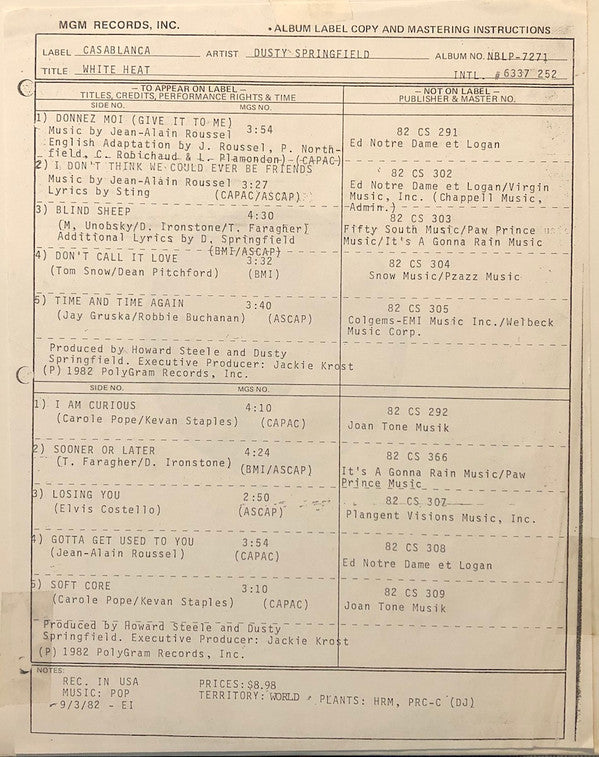 MGM RECORDS, INC.
•ALBUM LABEL COPY AND MASTERING INSTRUCTIONS
LABEL CASABLANCA ARTIST DUSTY SPRINGFIELD ALBUM NO. NBLP-7271
TITLE WHITE HEAT INTL. #6337 252
— TO APPEAR ON LABEL —
TITLES, CREDITS, PERFORMANCE RIGHTS & TIME
— NOT ON LABEL —
PUBLISHER & MASTER NO.
SIDE NO. MGS NO.
1) DONNEZ MOI (GIVE IT TO ME)
Music by Jean-Alain Roussel 3:54
English Adaptation by J. Roussel, P. North-
field, C. Robichaud & L. Plamondon) (CAPAC)
82 CS 291
Ed Notre Dame et Logan
2) I DON'T THINK WE COULD EVER BE FRIENDS
Music by Jean-Alain Roussel 3:27
Lyrics by Sting (CAPAC/ASCAP)
82 CS 302
Ed Notre Dame et Logan/Virgin
Music, Inc. (Chappell Music,
Admin.)
3) BLIND SHEEP 4:30
(M, Unobsky/D. Ironstone/T. Faragher)
Additional Lyrics by D, Springfield
(BMI/ASCAP)
82 CS 303
Fifty South Music/Paw Prince
Music/It's A Gonna Rain Music
4) DON'T CALL IT LOVE 3:32
(Tom Snow/Dean Pitchford) (BMI)
82 CS 304
Snow Music/Pzazz Music
5) TIME AND TIME AGAIN 3:40
(Jay Gruska/Robbie Buchanan) (ASCAP)
82 CS 305
Colgems-EMI Music Inc./Welbeck
Music Corp.
Produced by Howard Steele and Dusty
Springfield. Executive Producer: Jackie Krost
(P) 1982 PolyGram Records, Inc.
SIDE NO. MGS NO.
1) I AM CURIOUS 4:10
(Carole Pope/Kevan Staples) (CAPAC)
82 CS 292
Joan Tone Musik
2) SOONER OR LATER 4:24
(T. Faragher/D. Ironstone) (BMI/ASCAP)
82 CS 366
It's A Gonna Rain Music/Paw
Prince Music
3) LOSING YOU 2:50
(Elvis Costello) (ASCAP)
82 CS 307
Plangent Visions Music, Inc.
4) GOTTA GET USED TO YOU 3:54
(Jean-Alain Roussel) (CAPAC)
82 CS 308
Ed Notre Dame et Logan
5) SOFT CORE 3:10
(Carole Pope/Kevan Staples) (CAPAC)
82 CS 309
Joan Tone Musik
Produced by Howard Steele and Dusty
Springfield. Executive Producer: Jackie Krost
(P) 1982 PolyGram Records, Inc.
NOTES:
REC. IN USA PRICES: $8.98
MUSIC: POP TERRITORY: WORLD PLANTS: HRM, PRC-C (DJ)
9/3/82 - EI